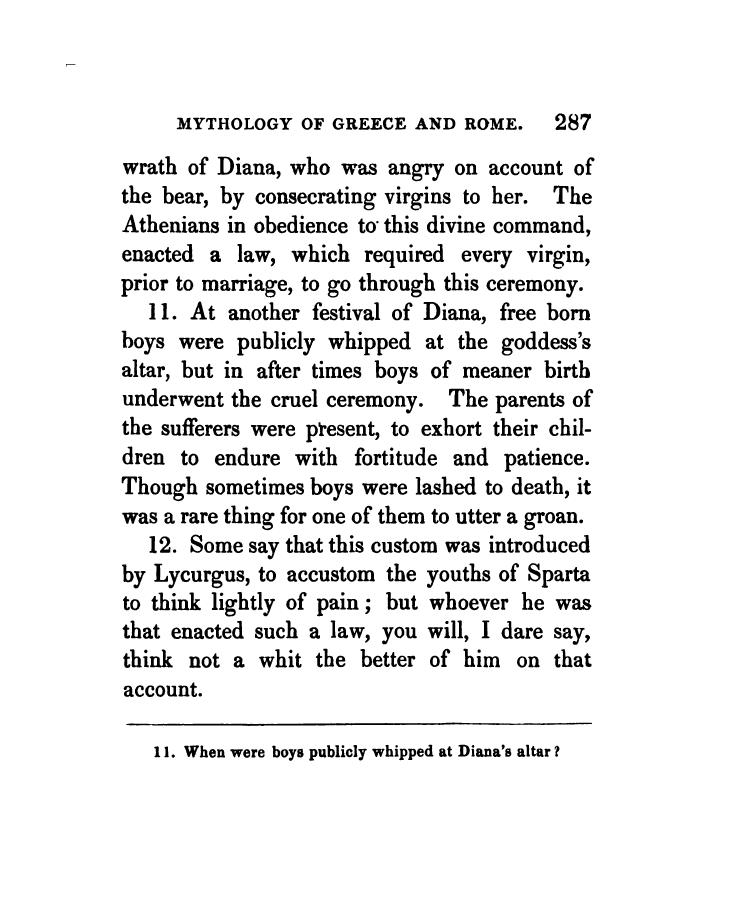 MYTHOLOGY OF GREECE AND ROME. 287
wrath of Diana, who was angry on account of
the bear, by consecrating virgins to her. The
Athenians in obedience to this divine command,
enacted a law, which required every virgin,
prior to marriage, to go through this ceremony.
11. At another festival of Diana, free born
boys were publicly whipped at the goddess's
altar, but in after times boys of meaner birth
underwent the cruel ceremony. The parents of
the sufferers were present, to exhort their chil-
dren to endure with fortitude and patience.
Though sometimes boys were lashed to death, it
was a rare thing for one of them to utter a groan.
12. Some say that this custom was introduced
by Lycurgus, to accustom the youths of Sparta
to think lightly of pain; but whoever he was
that enacted such a law, you will, I dare say,
think not a whit the better of him on that
account.
11. When were boys publicly whipped at Diana's altar?